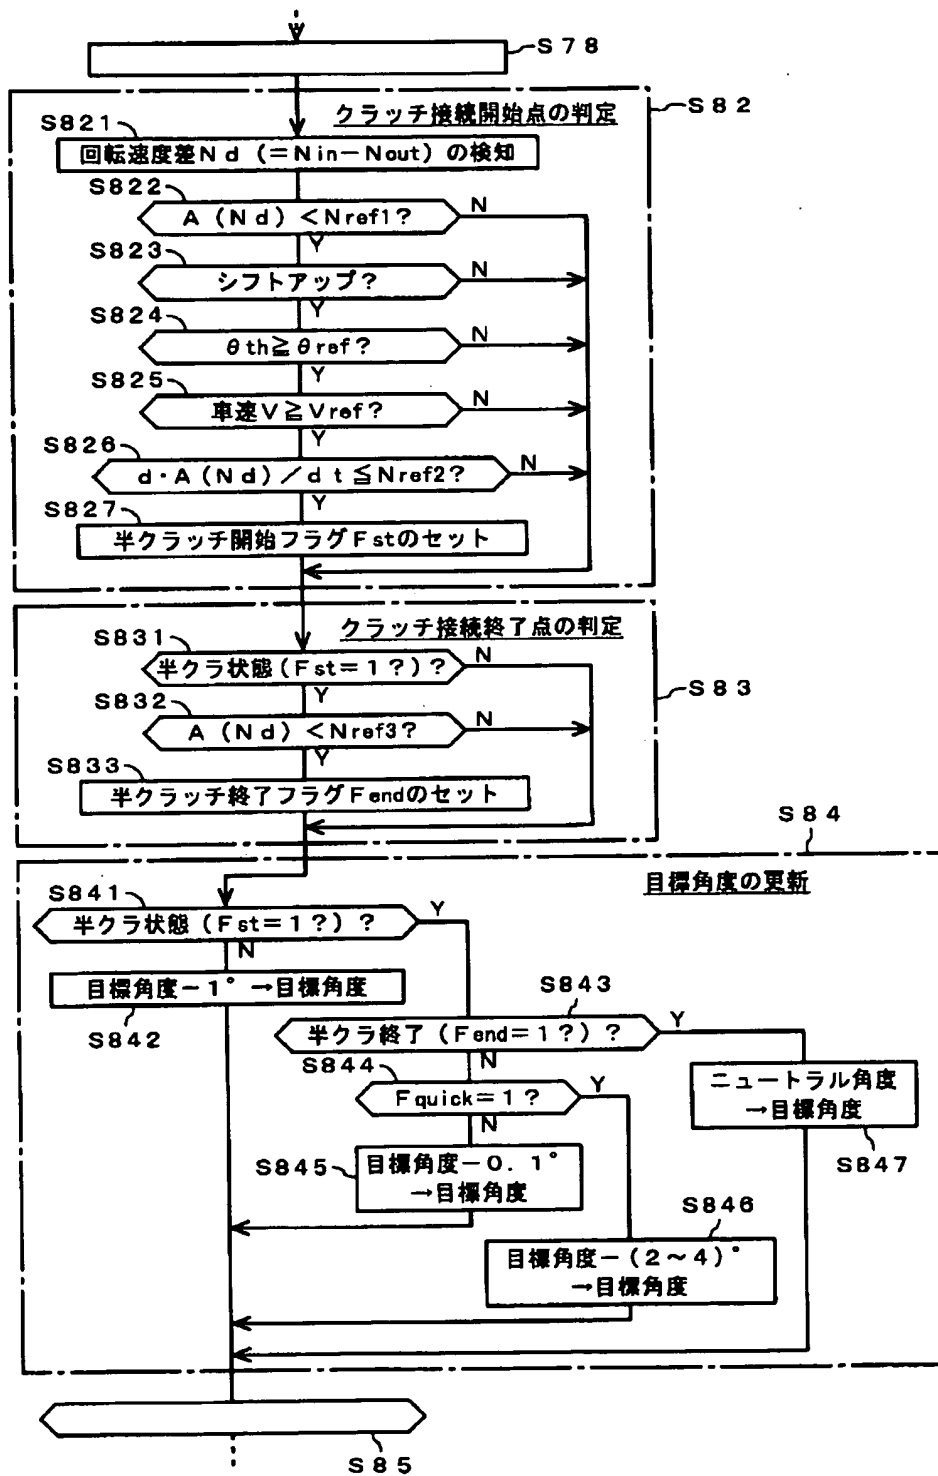 S78
S82
クラッチ接続開始点の判定
S821
回転速度差Nd(=Nin-Nout)の検知
S822
A(Nd)<Nref1?
N
Y
S823
シフトアップ?
N
Y
S824
θth≧θref?
N
Y
S825
車速V≧Vref?
N
Y
S826
d・A(Nd)/dt≦Nref2?
N
Y
S827
半クラッチ開始フラグFstのセット
クラッチ接続終了点の判定
S831
半クラ状態(Fst=1?)?
N
Y
S83
S832
A(Nd)<Nref3?
N
Y
S833
半クラッチ終了フラグFendのセット
S84
目標角度の更新
S841
半クラ状態(Fst=1?)?
Y
N
目標角度-1°→目標角度
S842
S843
半クラ終了(Fend=1?)?
Y
N
S844
Fquick=1?
Y
N
ニュートラル角度
→目標角度
S847
S845
目標角度-0.1°
→目標角度
S846
目標角度-(2~4)°
→目標角度
S85